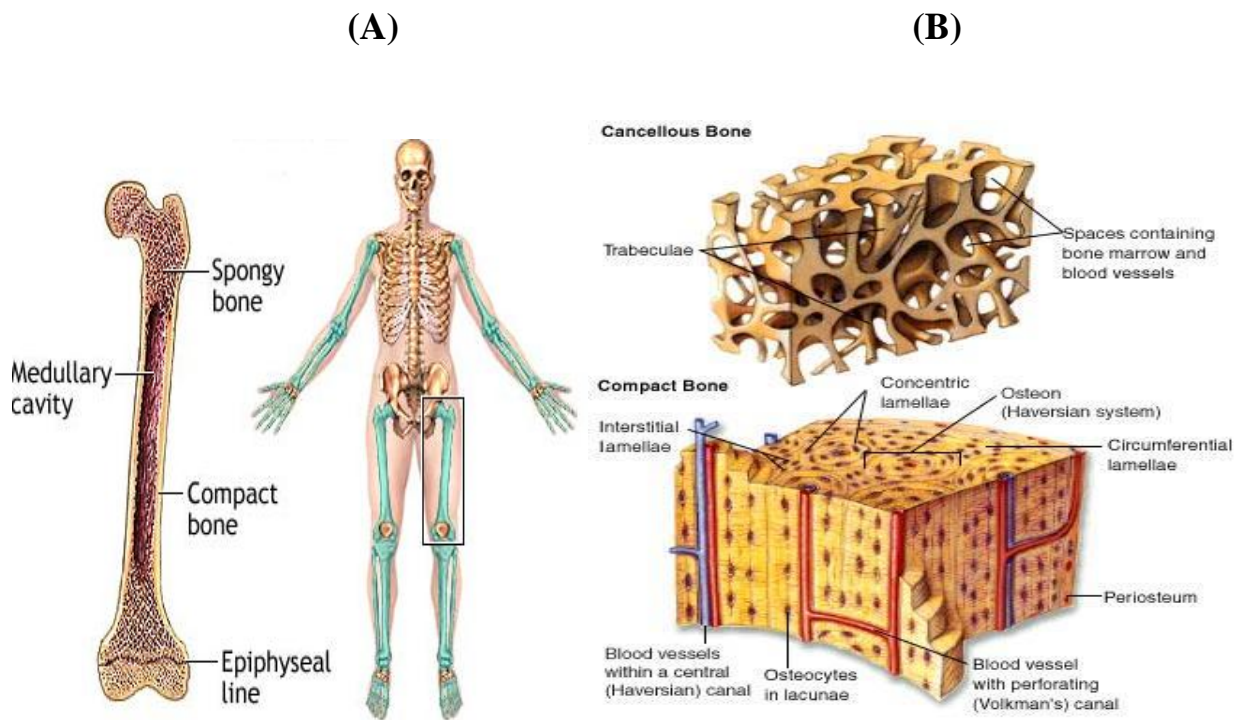 (A)
(B)
Spongy
bone
Medullary
cavity
Compact
bone
Epiphyseal
line
Cancellous Bone
Trabeculae
Spaces containing
bone marrow and
blood vessels
Compact Bone
Concentric
lamellae
Osteon
(Haversian system)
Interstitial
lamellae
Circumferential
lamellae
Periosteum
Blood vessels
within a central
(Haversian) canal
Osteocytes
in lacunae
Blood vessel
with perforating
(Volkman's) canal